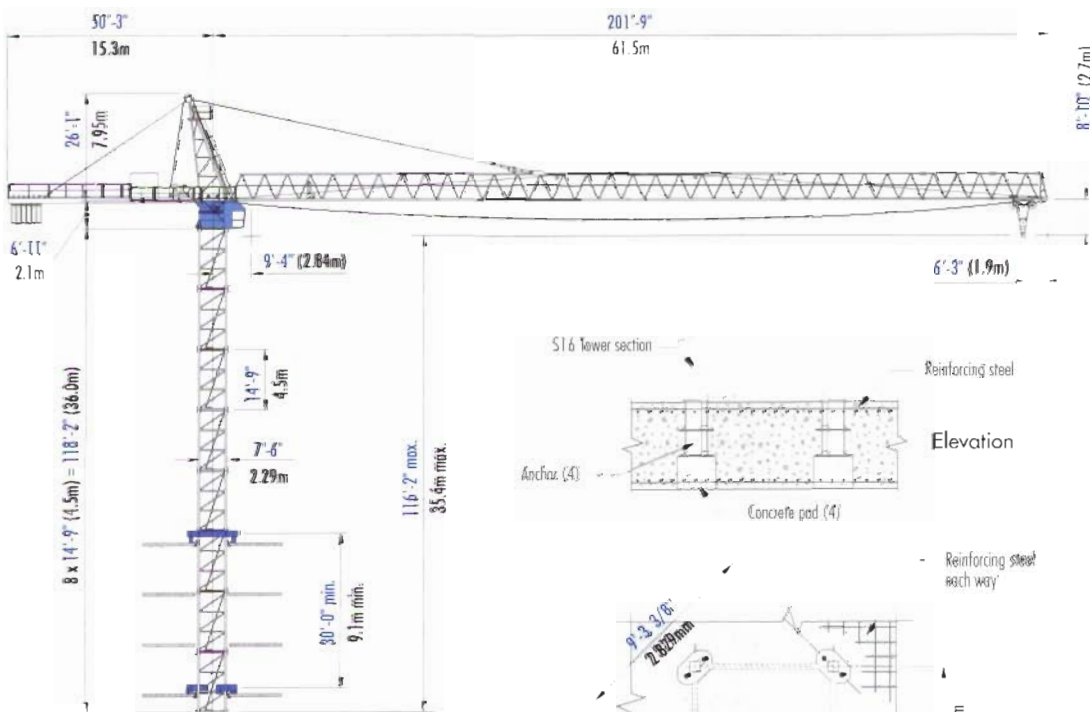 50'-3"
15.3m
201'-9"
61.5m
8'-10" (2.7m)
26'-1"
7.95m
6'-11"
2.1m
9'-4" (2.84m)
6'-3" (1.9m)
14'-9"
4.5m
7'-6"
2.29m
8 x 14'-9" (4.5m) = 118'-2" (36.0m)
116'-2" max.
35.4m max.
30'-0" min.
9.1m min.
S16 Tower section
Reinforcing steel
Elevation
Anchor (4)
Concrete pad (4)
Reinforcing steel
each way
9'-3 3/8"
2829mm
m